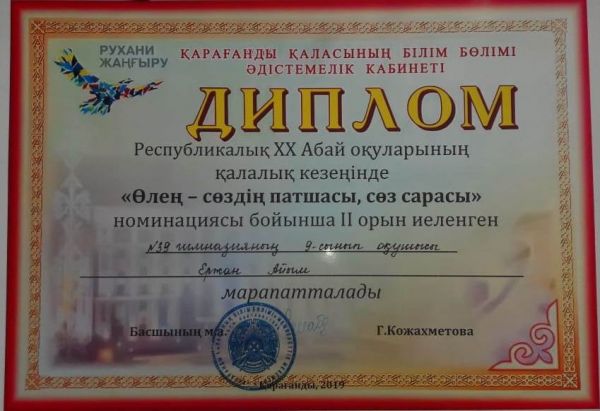 РУХАНИ
ЖАҢҒЫРУ
ҚАРАҒАНДЫ ҚАЛАСЫНЫҢ БІЛІМ БӨЛІМІ
ӘДІСТЕМЕЛІК КАБИНЕТІ
ДИПЛОМ
Республикалық XX Абай оқуларының
қалалық кезеңінде
«Өлең – сөздің патшасы, сөз сарасы»
номинациясы бойынша II орын иеленген
№39 гимназияның 9-сынып оқушысы
Ержан Айым
марапатталады
Басшының м.а. Г.Кожахметова
Қарағанды, 2019